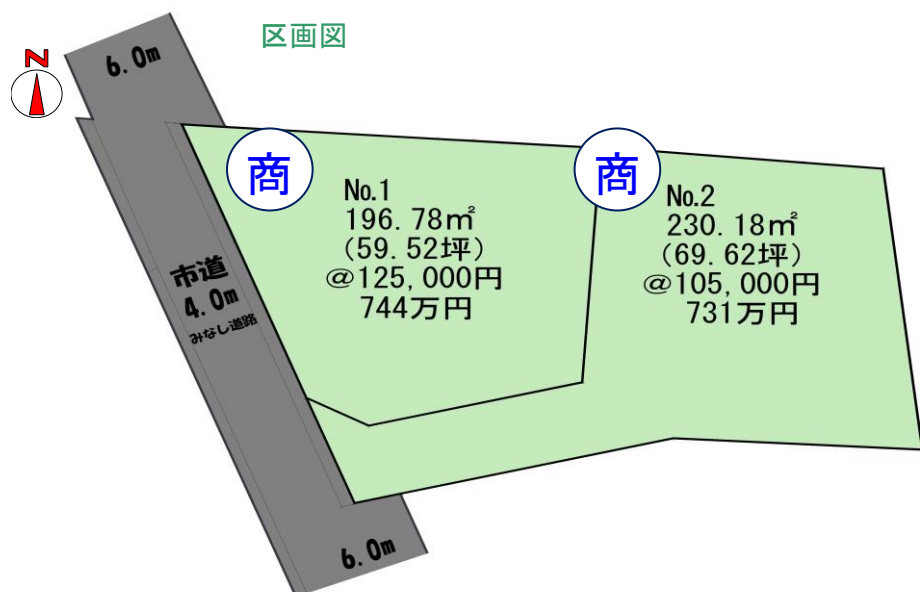 区画図
N
6.0m
商
No.1
196.78㎡
(59.52坪)
@125,000円
744万円
商
No.2
230.18㎡
(69.62坪)
@105,000円
731万円
市道
4.0m
みなし道路
6.0m